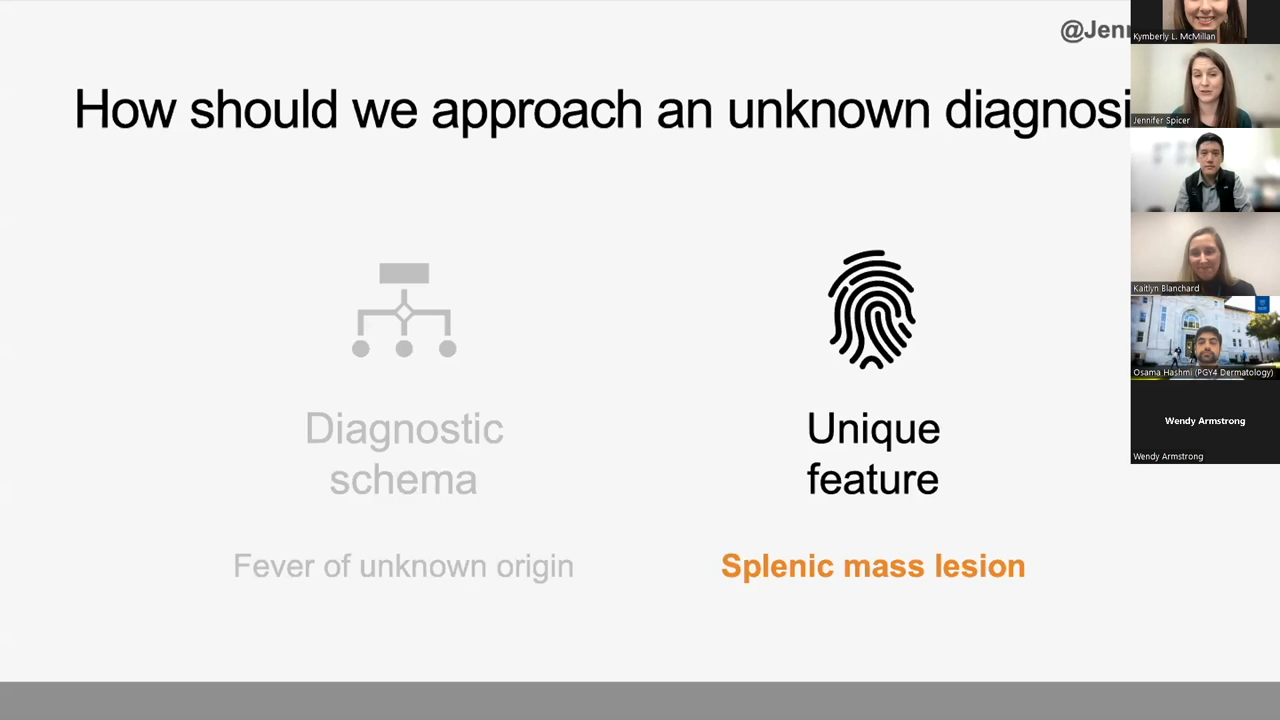 @Jenn
How should we approach an unknown diagnosi
Diagnostic
schema
Fever of unknown origin
Unique
feature
Splenic mass lesion
Kymberly L. McMillan
Jennifer Spicer
Kaitlyn Blanchard
Osama Hashmi (PGY4 Dermatology)
Wendy Armstrong
Wendy Armstrong